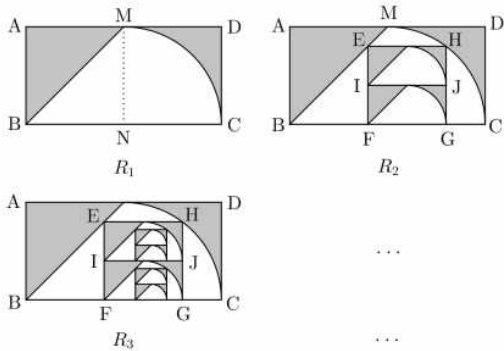 A M D
B N C
R₁
A M D
E H
I J
B F G C
R₂
A D
E H
I J
B F G C
R₃
...
...